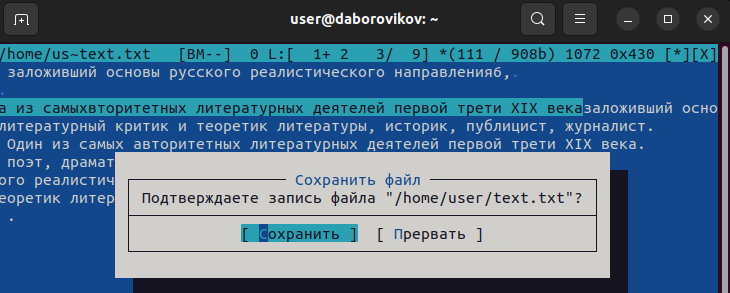 user@daborovikov: ~
/home/us~text.txt [BM--] 0 L:[ 1+ 2 3/ 9] *(111 / 908b) 1072 0x430 [*][X]
заложивший основы русского реалистического направленияб,.
.
а из самыхвторитетных литературных деятелей первой трети XIX веказаложивший осно
литературный критик и теоретик литературы, историк, публицист, журналист.
Один из самых авторитетных литературных деятелей первой трети XIX века.
поэт, драмат
Сохранить файл
ого реалистич
Подтверждаете запись файла "/home/user/text.txt"?
еоретик литер
.
[ Сохранить ] [ Прервать ]